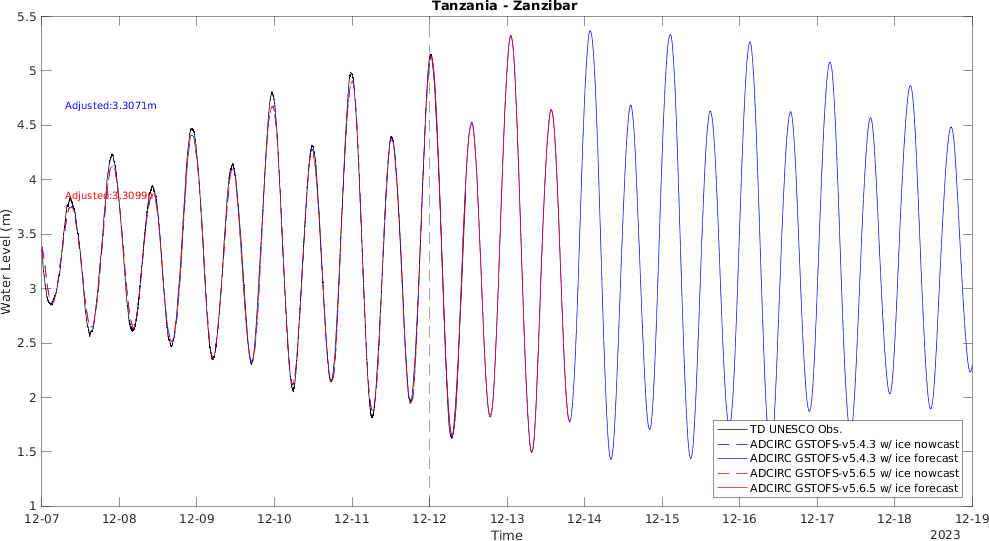 Tanzania - Zanzibar
Water Level (m)
5.5
5
4.5
4
3.5
3
2.5
2
1.5
1
Adjusted:3.3071m
Adjusted:3.3099m
TD UNESCO Obs.
ADCIRC GSTOFS-v5.4.3 w/ ice nowcast
ADCIRC GSTOFS-v5.4.3 w/ ice forecast
ADCIRC GSTOFS-v5.6.5 w/ ice nowcast
ADCIRC GSTOFS-v5.6.5 w/ ice forecast
12-07 12-08 12-09 12-10 12-11 12-12 12-13 12-14 12-15 12-16 12-17 12-18 12-19
Time
2023